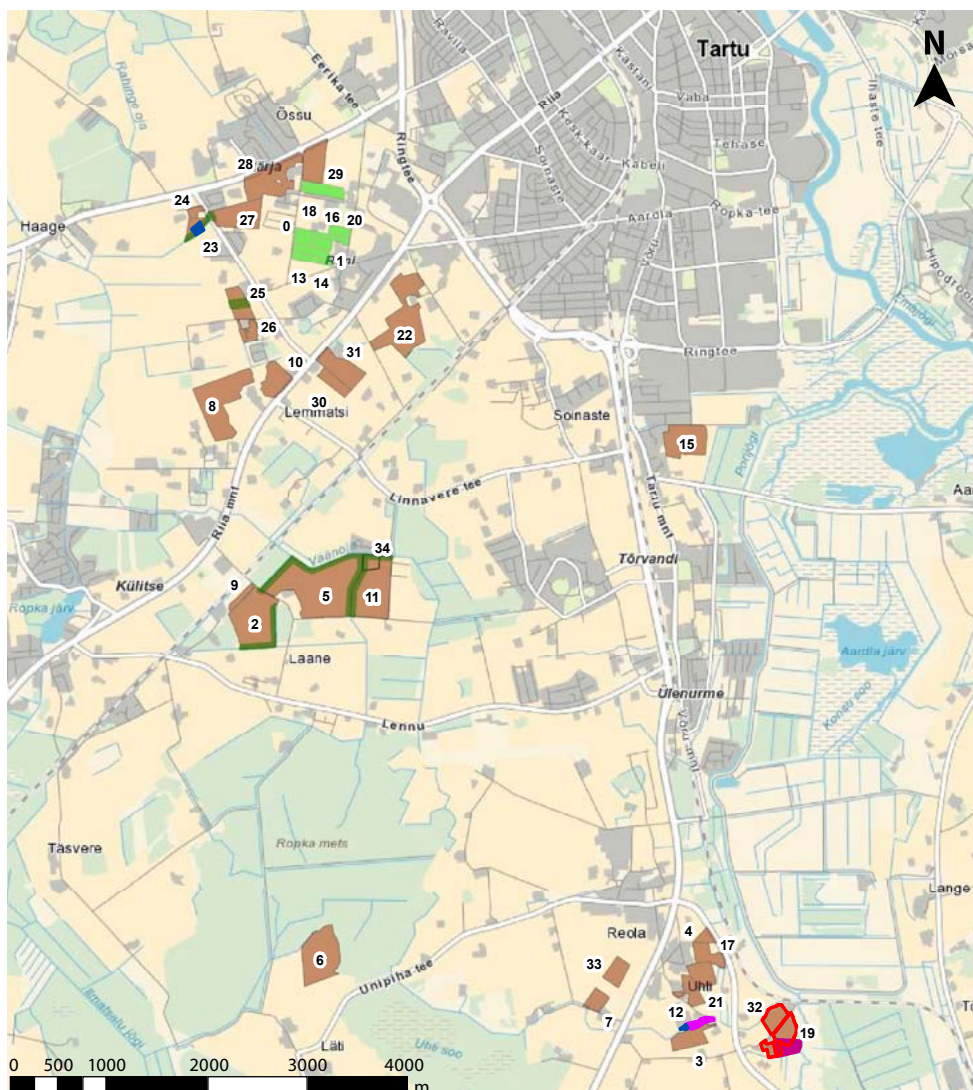 N
Tartu
Ravila
Kastani
Ihaste tee
Rahinge oja
Eerika tee
Riia
Vaba
Õssu
Ringtee
Soinaste
Kesk kaar
Kabeli
Tehase
28
29
24
27
0
18
16
20
Aardla
Ropka tee
Haage
23
1
Võru
Hipodroomi
13
14
Emajõgi
25
26
22
31
10
Ringtee
8
30
Lemmatsi
Soinaste
15
Porijõgi
Linnavere tee
Tartu mnt
Riia mnt
34
Tõrvandi
Külitse
9
5
11
Ropka järv
2
Aardla järv
Laane
Ülenurme
Lennu
Võru mnt
Täsvere
Ropka mets
Lange
Reola
4
17
6
33
Unipiha tee
Uhti
12
21
32
7
19
Ilmatsalu jõgi
Läti
Uhti soo
3
0
500
1000
2000
3000
4000
m